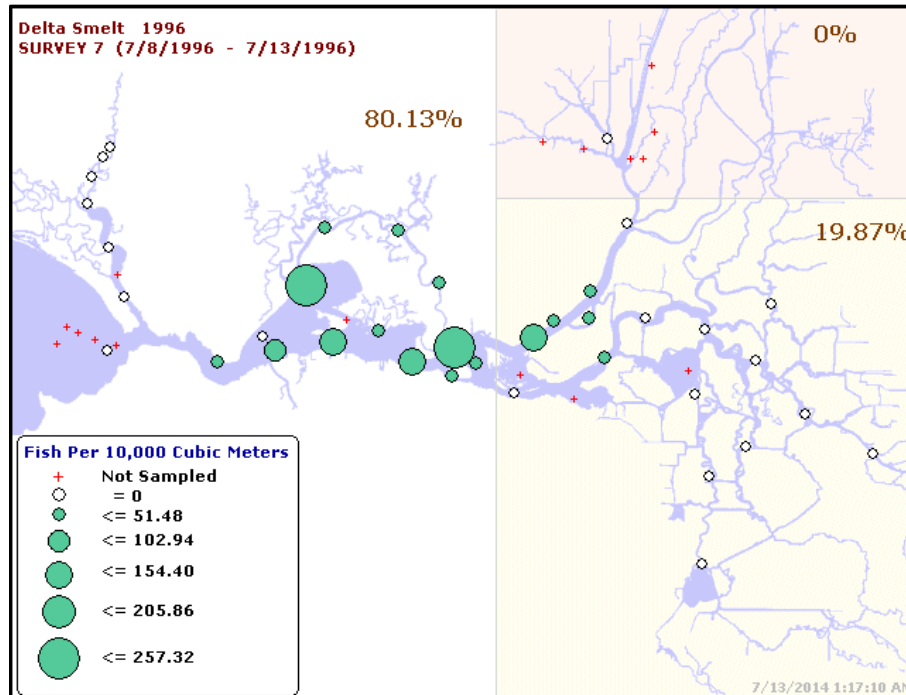 Delta Smelt 1996
SURVEY 7 (7/8/1996 - 7/13/1996)
0%
80.13%
19.87%
Fish Per 10,000 Cubic Meters
Not Sampled
= 0
<= 51.48
<= 102.94
<= 154.40
<= 205.86
<= 257.32
7/13/2014 1:17:10 AM